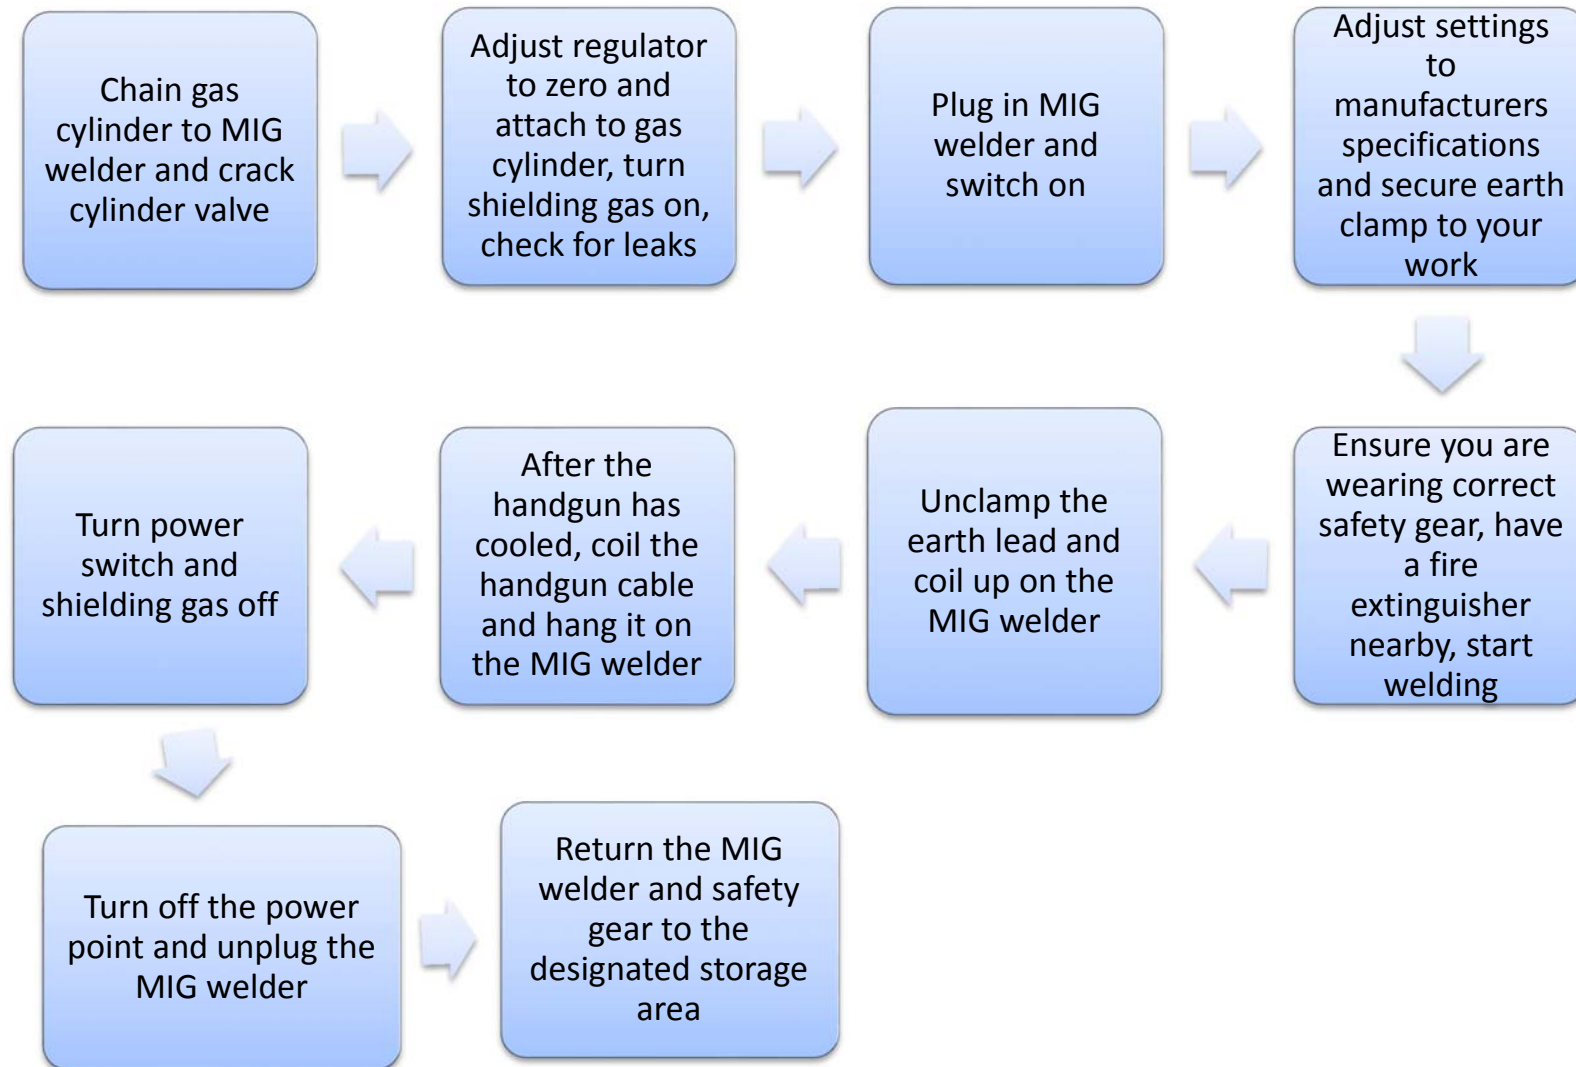 Chain gas
cylinder to MIG
welder and crack
cylinder valve
Adjust regulator
to zero and
attach to gas
cylinder, turn
shielding gas on,
check for leaks
Plug in MIG
welder and
switch on
Adjust settings
to
manufacturers
specifications
and secure earth
clamp to your
work
Ensure you are
wearing correct
safety gear, have
a fire
extinguisher
nearby, start
welding
Unclamp the
earth lead and
coil up on the
MIG welder
After the
handgun has
cooled, coil the
handgun cable
and hang it on
the MIG welder
Turn power
switch and
shielding gas off
Turn off the power
point and unplug the
MIG welder
Return the MIG
welder and safety
gear to the
designated storage
area